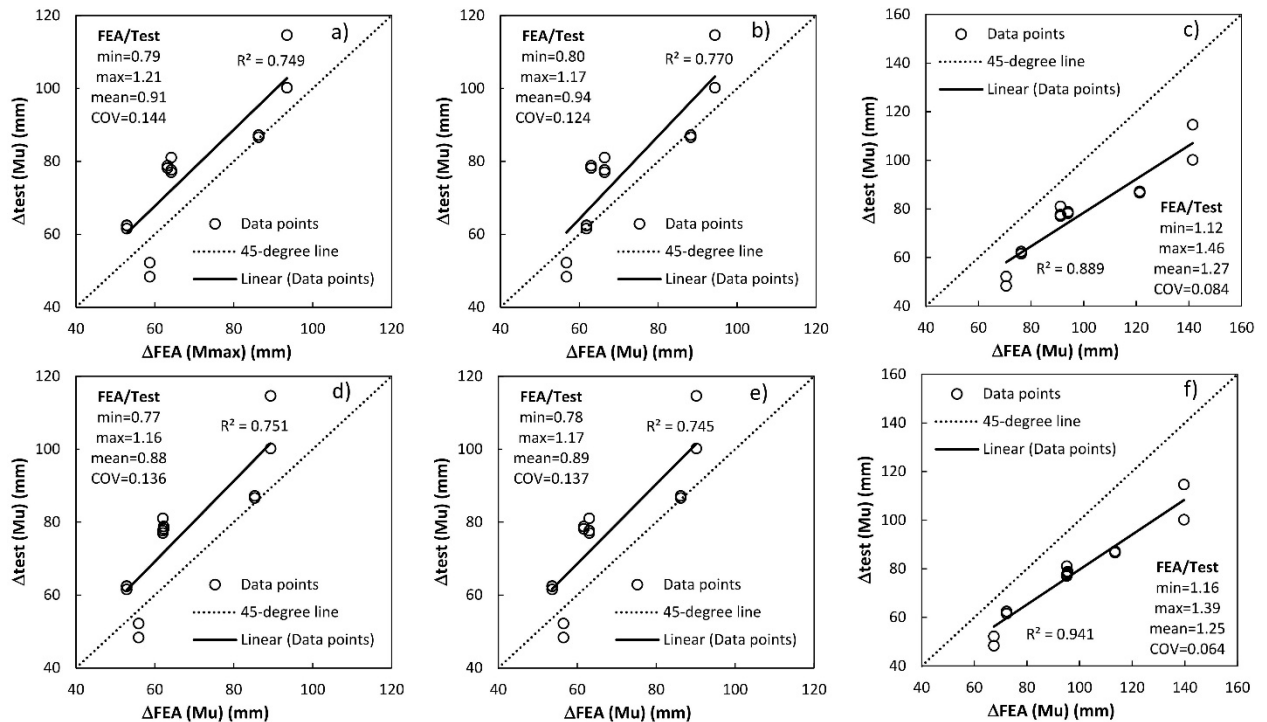 a)
FEA/Test
min=0.79
max=1.21
mean=0.91
COV=0.144
R² = 0.749
Data points
45-degree line
Linear (Data points)
120
100
80
60
40
40 60 80 100 120
Δtest (Mu) (mm)
ΔFEA (Mmax) (mm)
b)
FEA/Test
min=0.80
max=1.17
mean=0.94
COV=0.124
R² = 0.770
Data points
45-degree line
Linear (Data points)
120
100
80
60
40
40 60 80 100 120
Δtest (Mu) (mm)
ΔFEA (Mu) (mm)
c)
Data points
45-degree line
Linear (Data points)
FEA/Test
min=1.12
max=1.46
mean=1.27
COV=0.084
R² = 0.889
160
140
120
100
80
60
40
40 60 80 100 120 140 160
Δtest (Mu) (mm)
ΔFEA (Mu) (mm)
d)
FEA/Test
min=0.77
max=1.16
mean=0.88
COV=0.136
R² = 0.751
Data points
45-degree line
Linear (Data points)
120
100
80
60
40
40 60 80 100 120
Δtest (Mu) (mm)
ΔFEA (Mu) (mm)
e)
FEA/Test
min=0.78
max=1.17
mean=0.89
COV=0.137
R² = 0.745
Data points
45-degree line
Linear (Data points)
120
100
80
60
40
40 60 80 100 120
Δtest (Mu) (mm)
ΔFEA (Mu) (mm)
f)
Data points
45-degree line
Linear (Data points)
FEA/Test
min=1.16
max=1.39
mean=1.25
COV=0.064
R² = 0.941
160
140
120
100
80
60
40
40 60 80 100 120 140 160
Δtest (Mu) (mm)
ΔFEA (Mu) (mm)